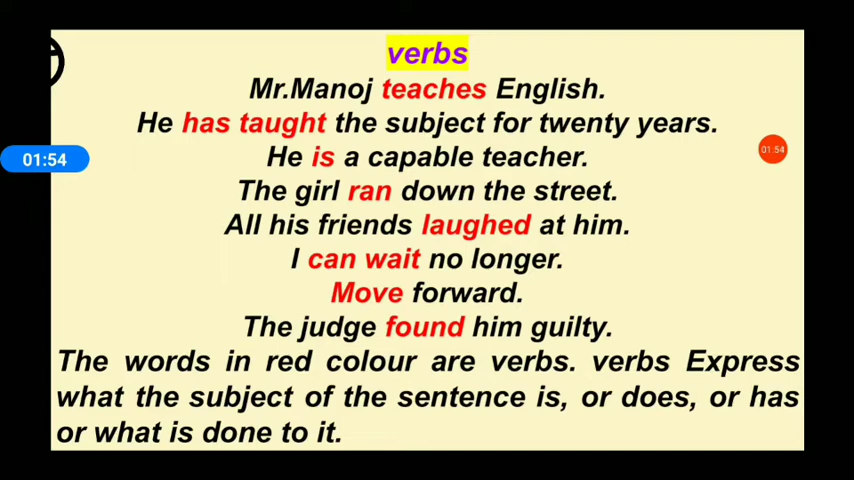 verbs
Mr.Manoj teaches English.
He has taught the subject for twenty years.
01:54
01:54
He is a capable teacher.
The girl ran down the street.
All his friends laughed at him.
I can wait no longer.
Move forward.
The judge found him guilty.
The words in red colour are verbs. verbs Express
what the subject of the sentence is, or does, or has
or what is done to it.